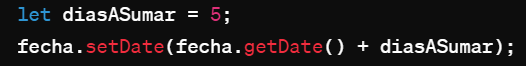 let diasASumar = 5;
fecha.setDate(fecha.getDate() + diasASumar);